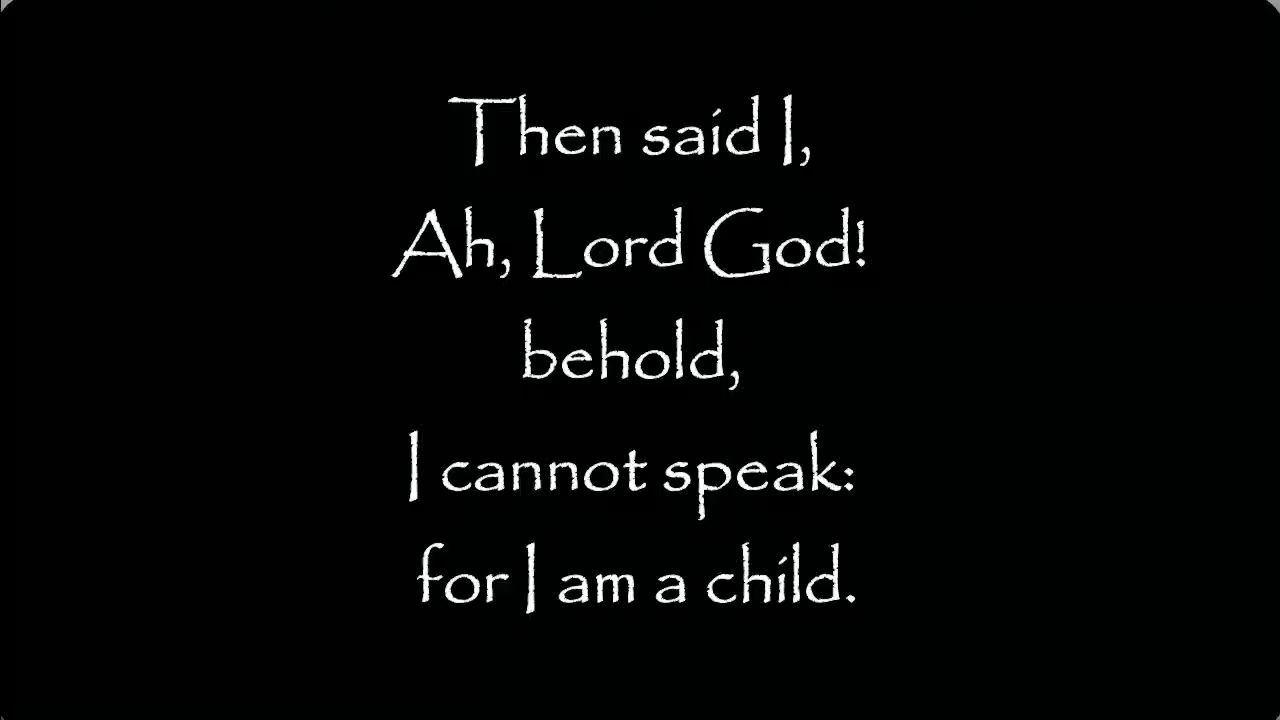 Then said I,
Ah, Lord God!
behold,
I cannot speak:
for I am a child.